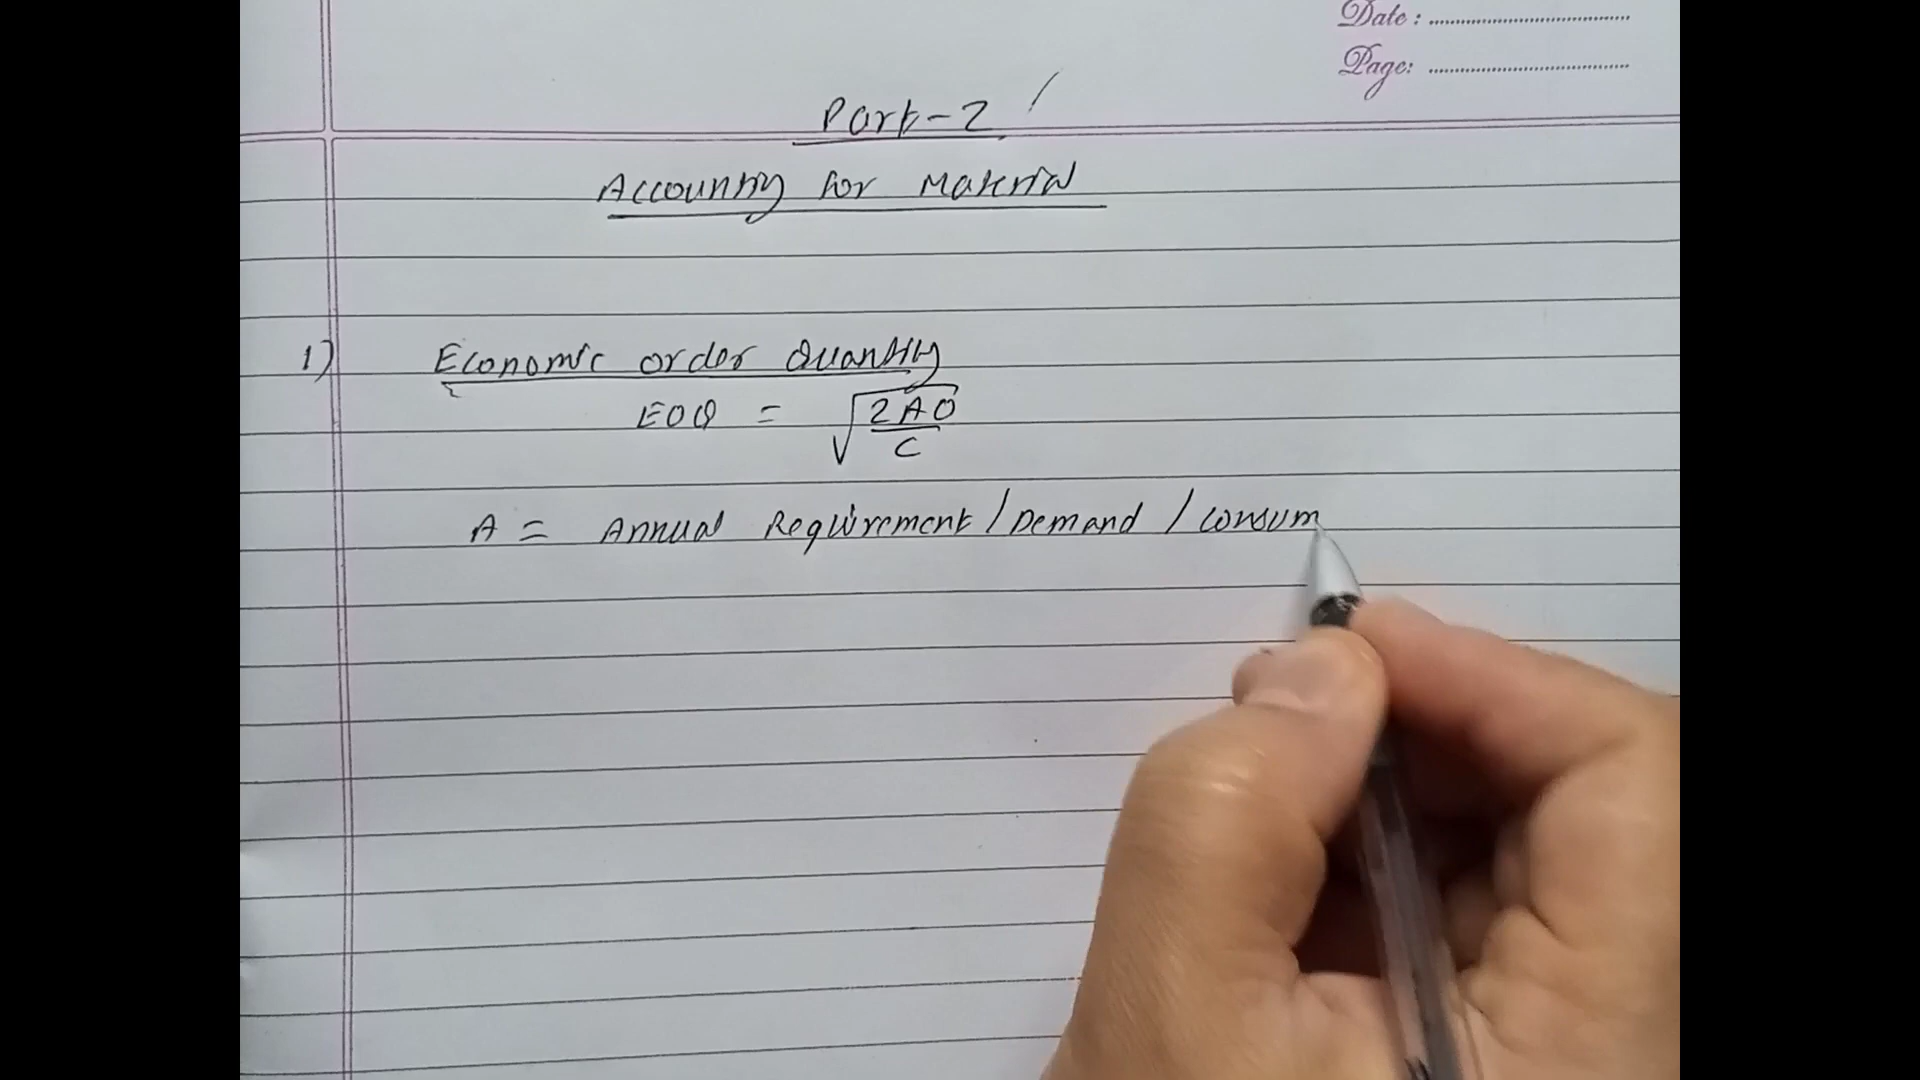 Date : ................................
Page: ................................
Part-2
Accounting for Material
1) Economic order Quantity
EOQ = √2AO/C
A = Annual Requirement / Demand / Consum